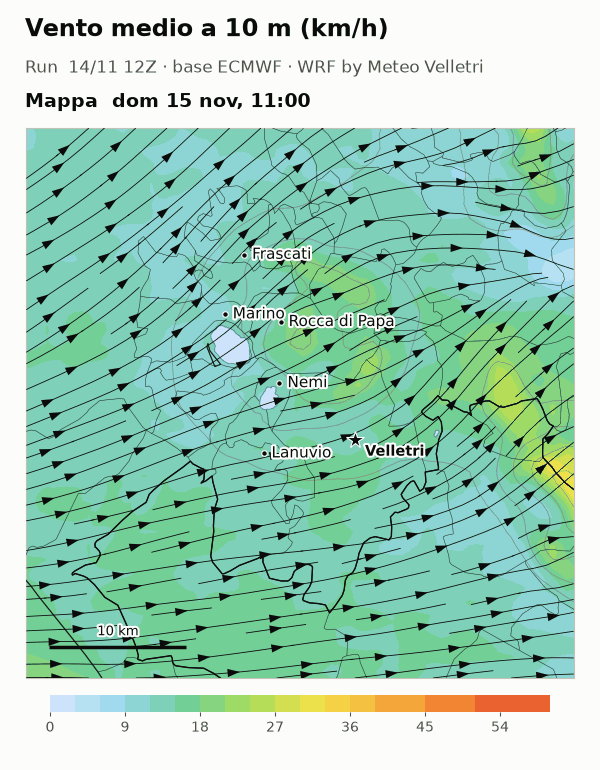 Vento medio a 10 m (km/h)
Run  14/11 12Z · base ECMWF · WRF by Meteo Velletri
Mappa  dom 15 nov, 11:00
Frascati
Marino
Rocca di Papa
Nemi
Velletri
Lanuvio
10 km
0 9 18 27 36 45 54